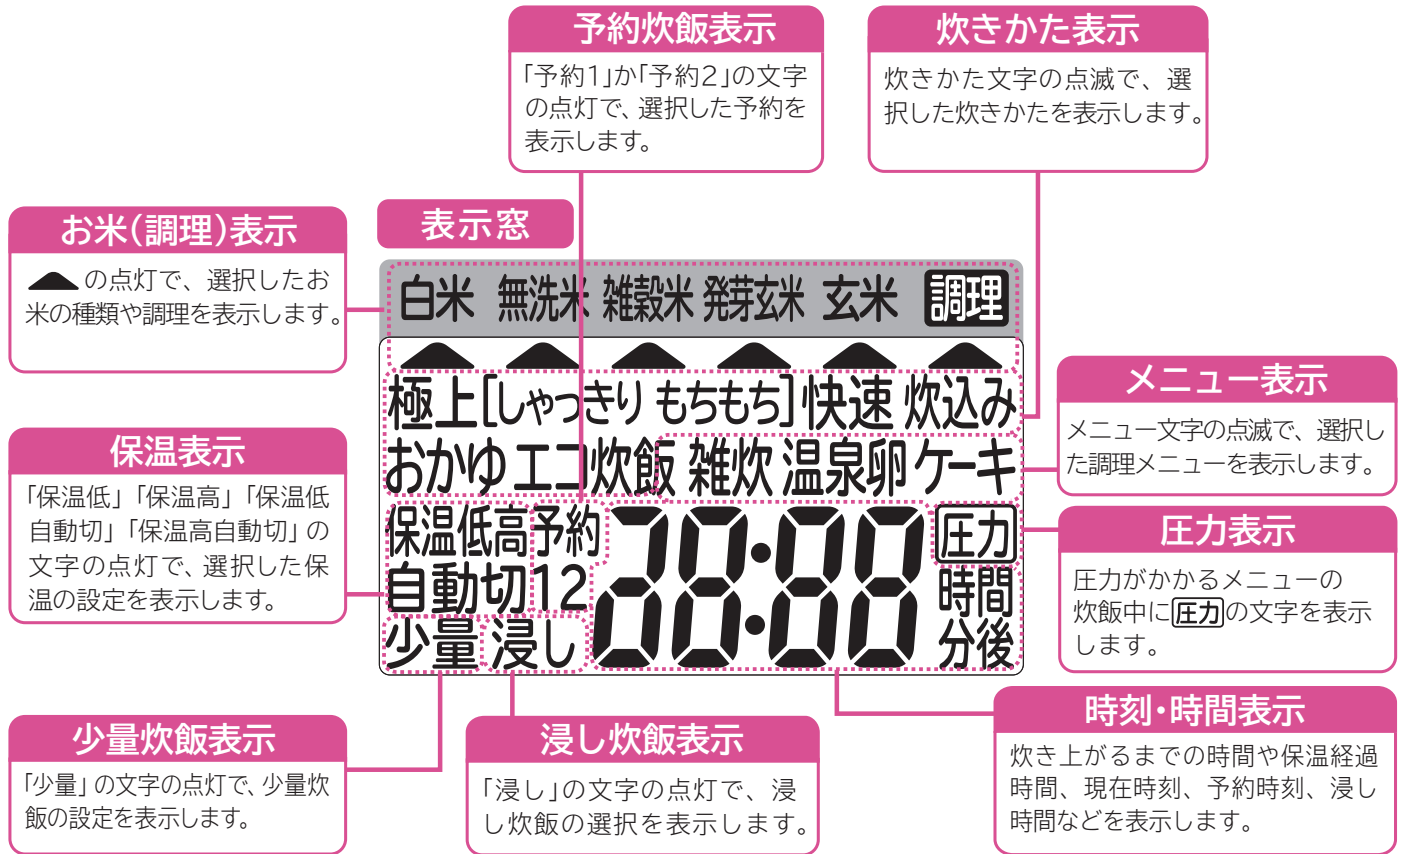 予約炊飯表示
「予約1」か「予約2」の文字
の点灯で、選択した予約を
表示します。
炊きかた表示
炊きかた文字の点滅で、選
択した炊きかたを表示します。
お米(調理)表示
の点灯で、選択したお
米の種類や調理を表示します。
表示窓
白米 無洗米 雑穀米 発芽玄米 玄米 調理
極上[しゃっきり もちもち]快速 炊込み
おかゆ エコ炊飯 雑炊 温泉卵 ケーキ
保温低高 予約 88:88 圧力
自動切 12 時間
少量 浸し 分後
保温表示
「保温低」「保温高」「保温低
自動切」「保温高自動切」の
文字の点灯で、選択した保
温の設定を表示します。
メニュー表示
メニュー文字の点滅で、選択し
た調理メニューを表示します。
圧力表示
圧力がかかるメニューの
炊飯中に圧力の文字を表示
します。
少量炊飯表示
「少量」の文字の点灯で、少量炊
飯の設定を表示します。
浸し炊飯表示
「浸し」の文字の点灯で、浸
し炊飯の選択を表示します。
時刻・時間表示
炊き上がるまでの時間や保温経過
時間、現在時刻、予約時刻、浸し
時間などを表示します。